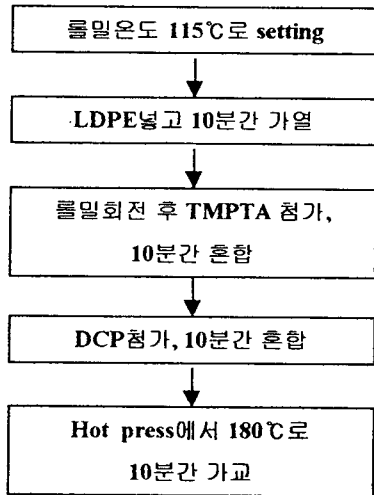 롤밀온도 115℃로 setting
LDPE넣고 10분간 가열
롤밀회전 후 TMPTA 첨가,
10분간 혼합
DCP첨가, 10분간 혼합
Hot press에서 180℃로
10분간 가교